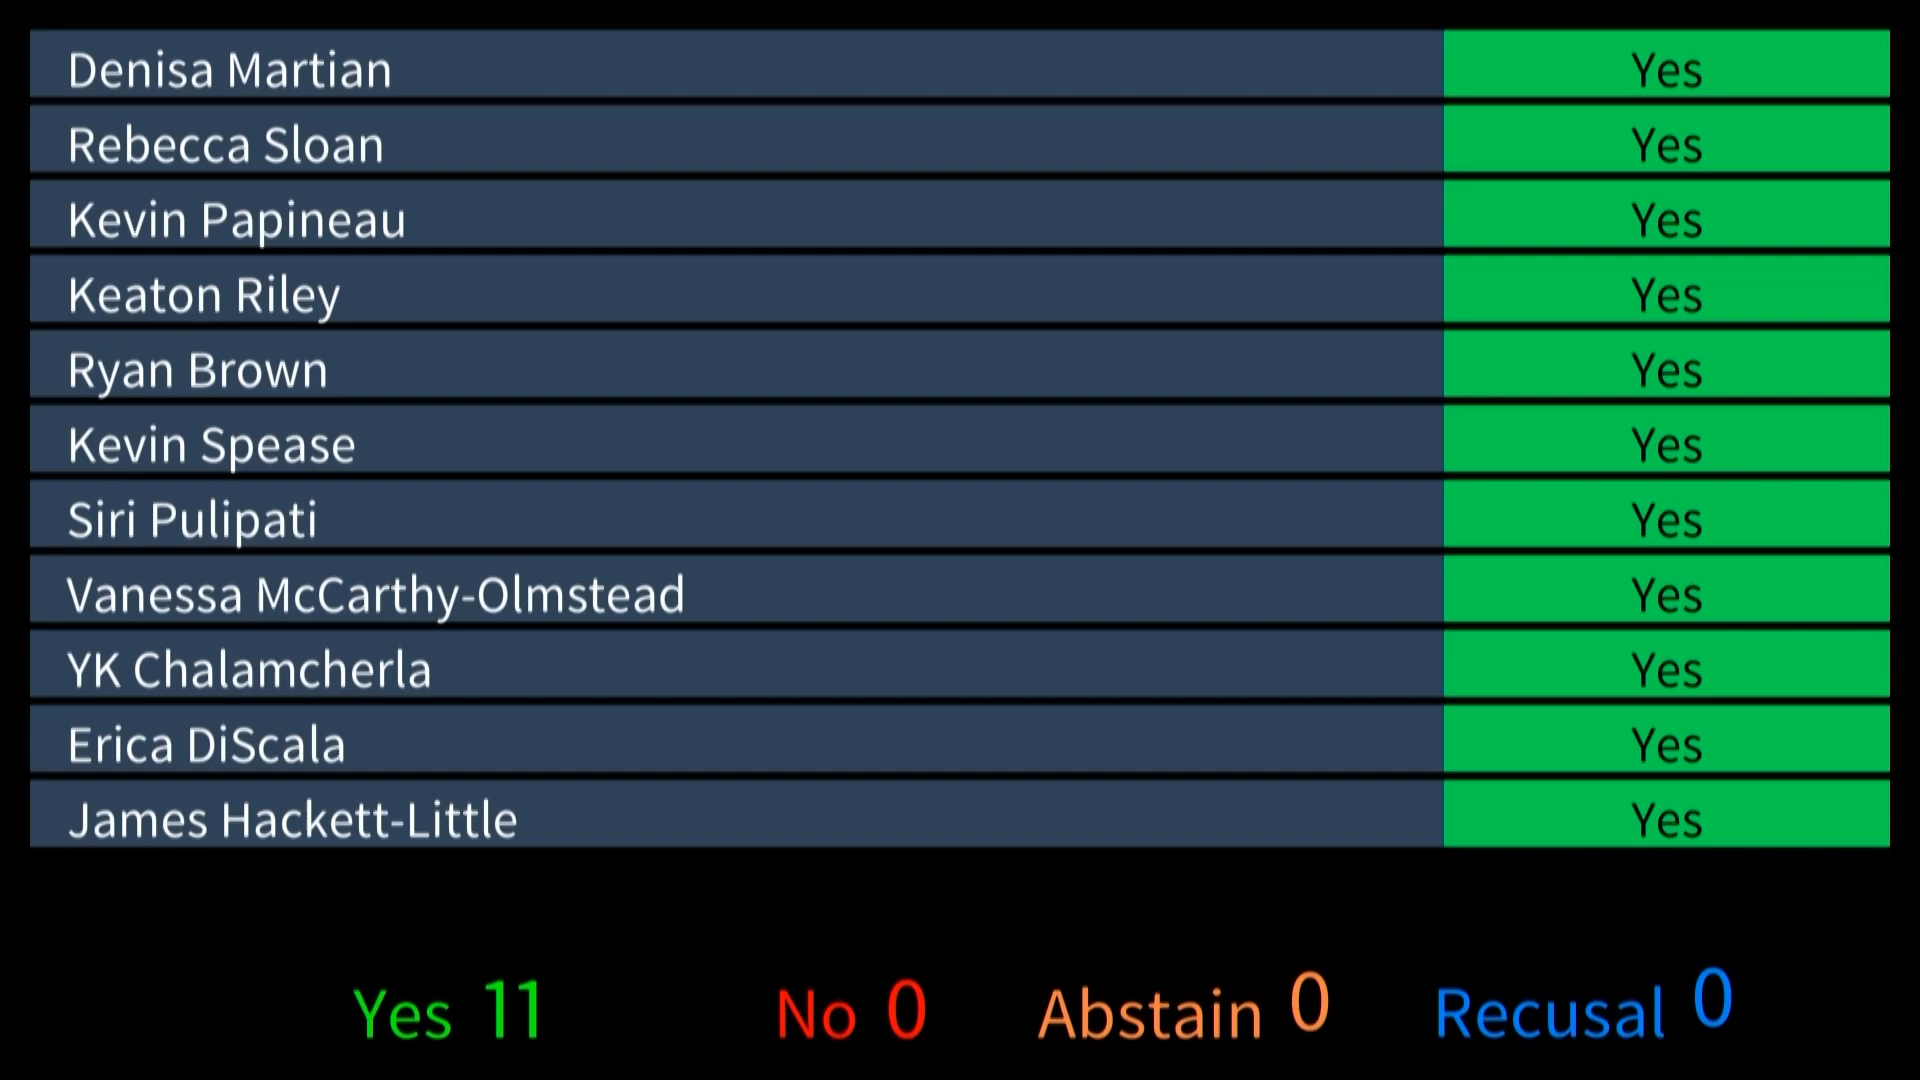 Denisa Martian Yes
Rebecca Sloan Yes
Kevin Papineau Yes
Keaton Riley Yes
Ryan Brown Yes
Kevin Spease Yes
Siri Pulipati Yes
Vanessa McCarthy-Olmstead Yes
YK Chalamcherla Yes
Erica DiScala Yes
James Hackett-Little Yes
Yes 11 No 0 Abstain 0 Recusal 0